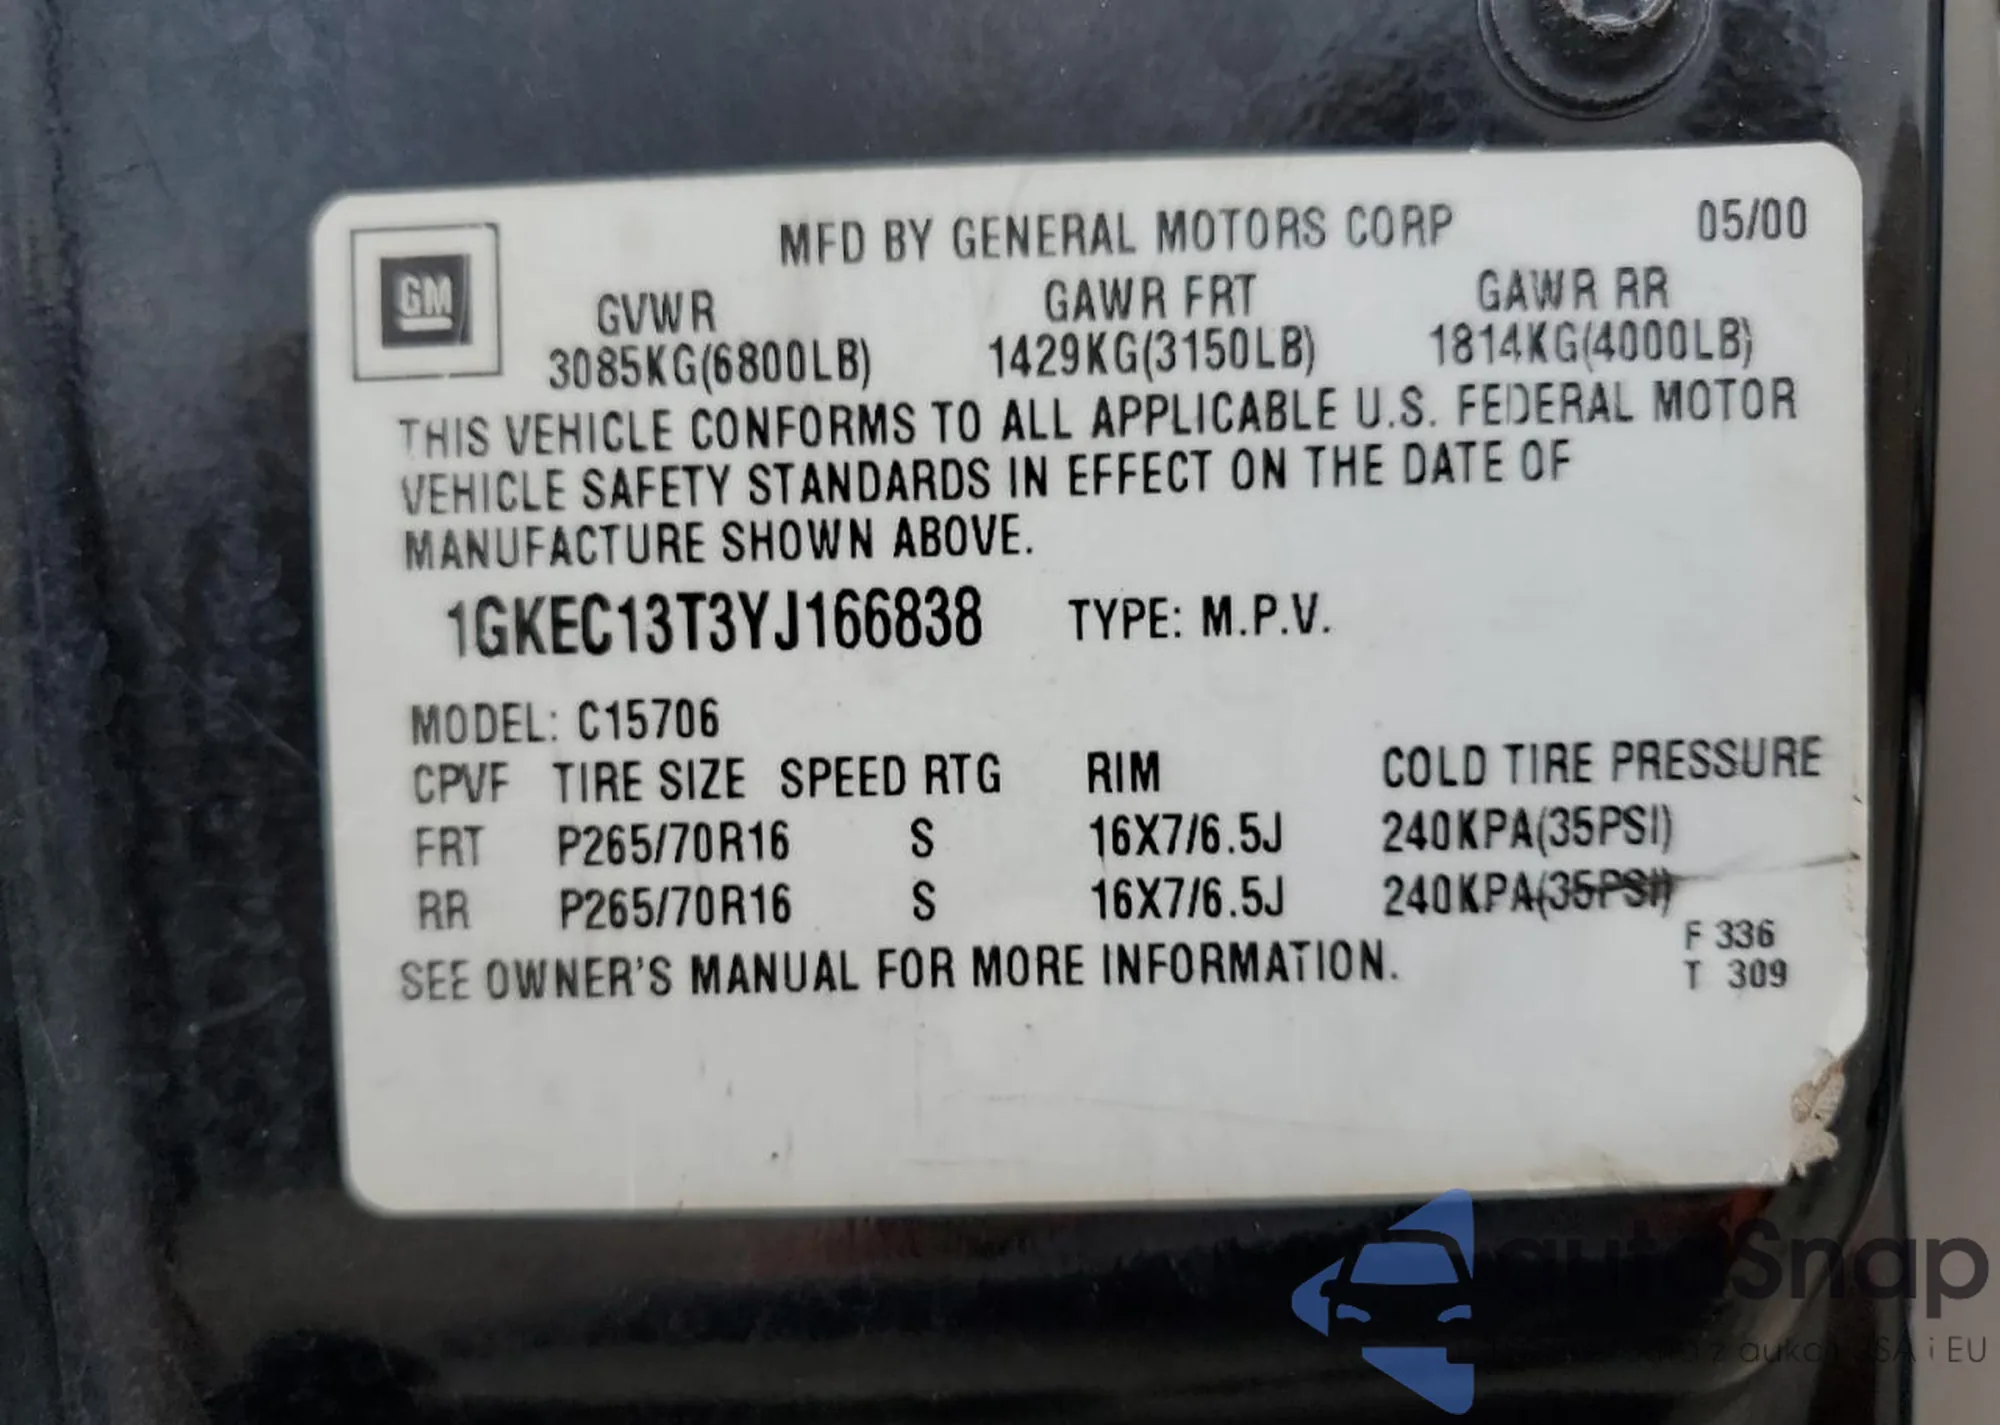 MFD BY GENERAL MOTORS CORP 05/00
GM
GVWR GAWR FRT GAWR RR
3085KG(6800LB) 1429KG(3150LB) 1814KG(4000LB)
THIS VEHICLE CONFORMS TO ALL APPLICABLE U.S. FEDERAL MOTOR
VEHICLE SAFETY STANDARDS IN EFFECT ON THE DATE OF
MANUFACTURE SHOWN ABOVE.
1GKEC13T3YJ166838 TYPE: M.P.V.
MODEL: C15706
CPVF TIRE SIZE SPEED RTG RIM COLD TIRE PRESSURE
FRT P265/70R16 S 16X7/6.5J 240KPA(35PSI)
RR P265/70R16 S 16X7/6.5J 240KPA(35PSI)
F 336
T 309
SEE OWNER'S MANUAL FOR MORE INFORMATION.
autoSnap
z aukcji USA i EU